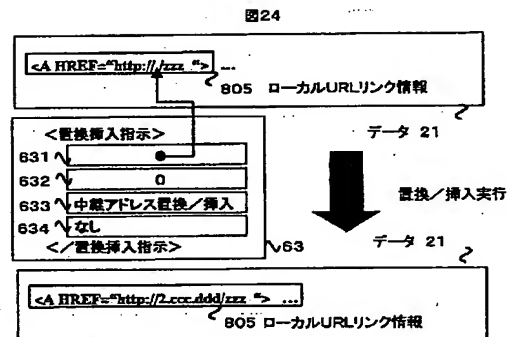 図24
<A HREF="http://./zzz "> ...
805 ローカルURLリンク情報
データ 21
<置換挿入指示>
631
632 0
633 中継アドレス置換/挿入
634 なし
</置換挿入指示>
63
置換/挿入実行
データ 21
<A HREF="http://2.ccc.ddd/zzz "> ...
805 ローカルURLリンク情報